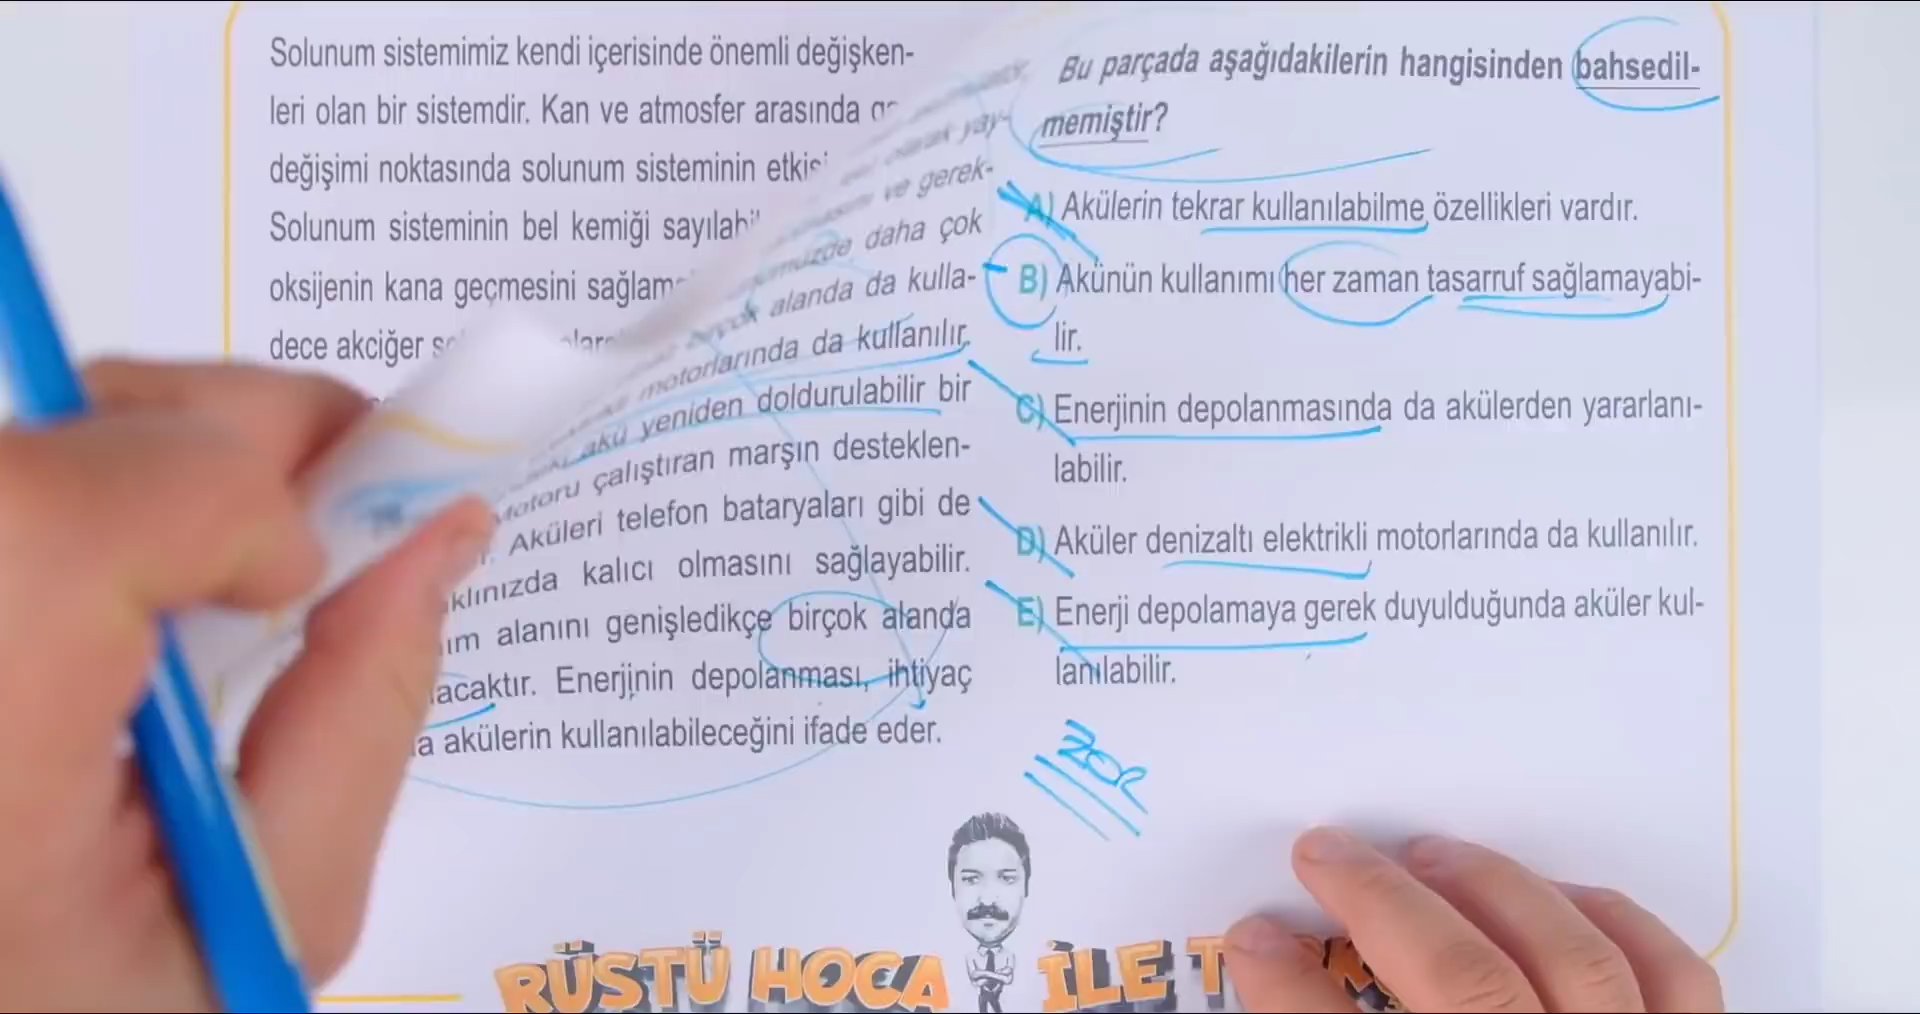 Solunum sistemimiz kendi içerisinde önemli değişken-
leri olan bir sistemdir. Kan ve atmosfer arasında
değişimi noktasında solunum sisteminin
Solunum sisteminin bel kemiği
oksijenin kana geçmesini
dece akciğer
yay-
ve gerek-
daha çok
birçok alanda da kulla-
motorlarında da kullanılır.
akü yeniden doldurulabilir bir
Motoru çalıştıran marşın desteklen-
Aküleri telefon bataryaları gibi de
kalıcı olmasını sağlayabilir.
alanını genişledikçe birçok alanda
Enerjinin depolanması, ihtiyaç
akülerin kullanılabileceğini ifade eder.
Bu parçada aşağıdakilerin hangisinden bahsedil-
memiştir?
A) Akülerin tekrar kullanılabilme özellikleri vardır.
B) Akünün kullanımı her zaman tasarruf sağlamayabi-
lir.
C) Enerjinin depolanmasında da akülerden yararlanı-
labilir.
D) Aküler denizaltı elektrikli motorlarında da kullanılır.
E) Enerji depolamaya gerek duyulduğunda aküler kul-
lanılabilir.
ZOR
RÜSTÜ HOCA İLE